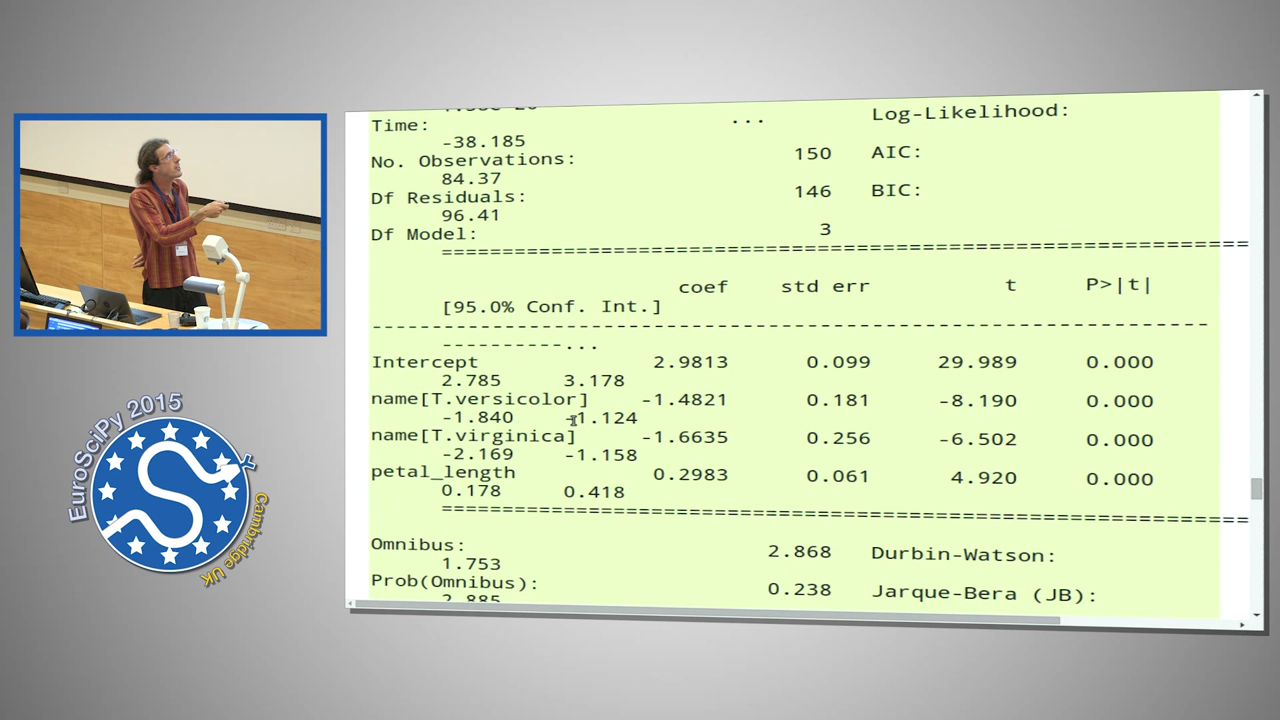 Time: ... Log-Likelihood:
-38.185
No. Observations: 150 AIC:
84.37
Df Residuals: 146 BIC:
96.41
Df Model: 3
================================================================
coef std err t P>|t|
[95.0% Conf. Int.]
--------------------------------------------------------------------
----------...
Intercept 2.9813 0.099 29.989 0.000
2.785 3.178
name[T.versicolor] -1.4821 0.181 -8.190 0.000
-1.840 -1.124
name[T.virginica] -1.6635 0.256 -6.502 0.000
-2.169 -1.158
petal_length 0.2983 0.061 4.920 0.000
0.178 0.418
================================================================
Omnibus: 2.868 Durbin-Watson:
1.753
Prob(Omnibus): 0.238 Jarque-Bera (JB):
2.885
EuroSciPy 2015
Cambridge UK